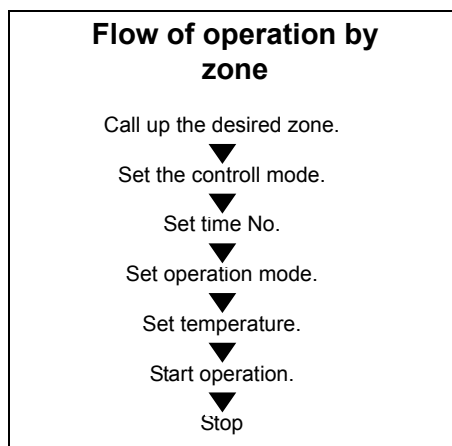 Flow of operation by
zone
Call up the desired zone.
Set the controll mode.
Set time No.
Set operation mode.
Set temperature.
Start operation.
Stop